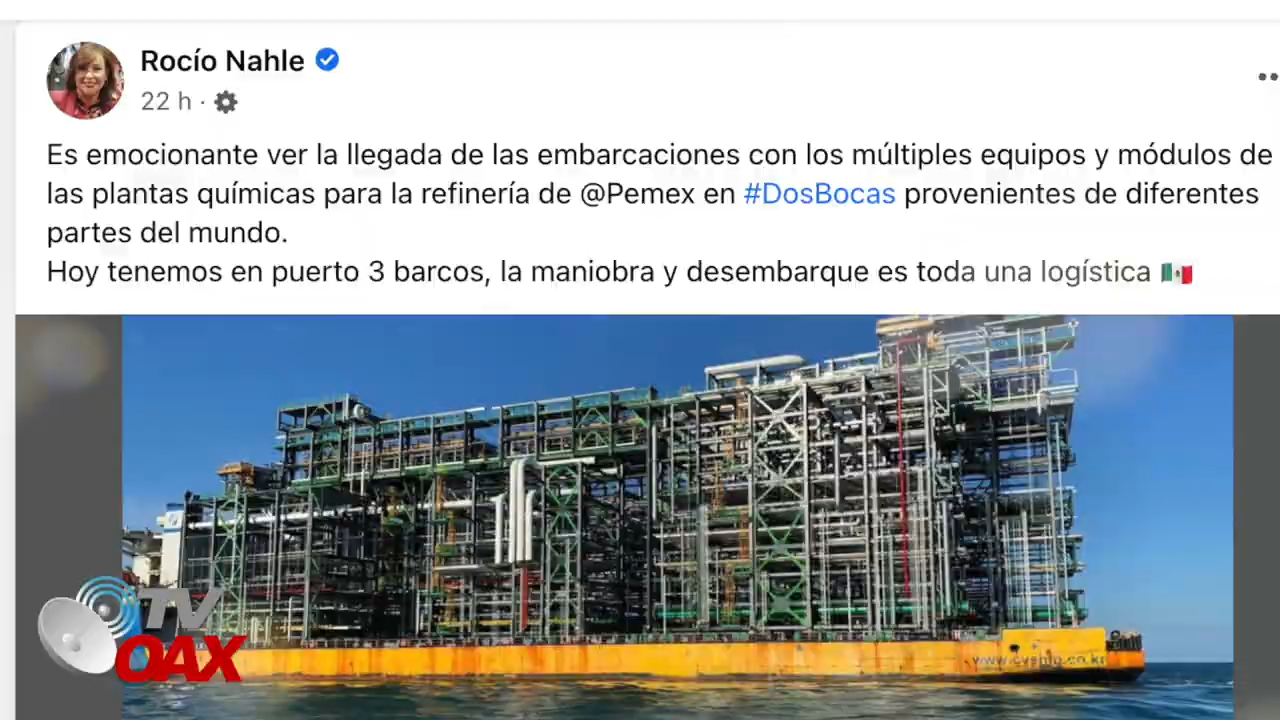 Rocío Nahle
22 h ·
Es emocionante ver la llegada de las embarcaciones con los múltiples equipos y módulos de
las plantas químicas para la refinería de @Pemex en #DosBocas provenientes de diferentes
partes del mundo.
Hoy tenemos en puerto 3 barcos, la maniobra y desembarque es toda una logística 🇲🇽
TV
OAX